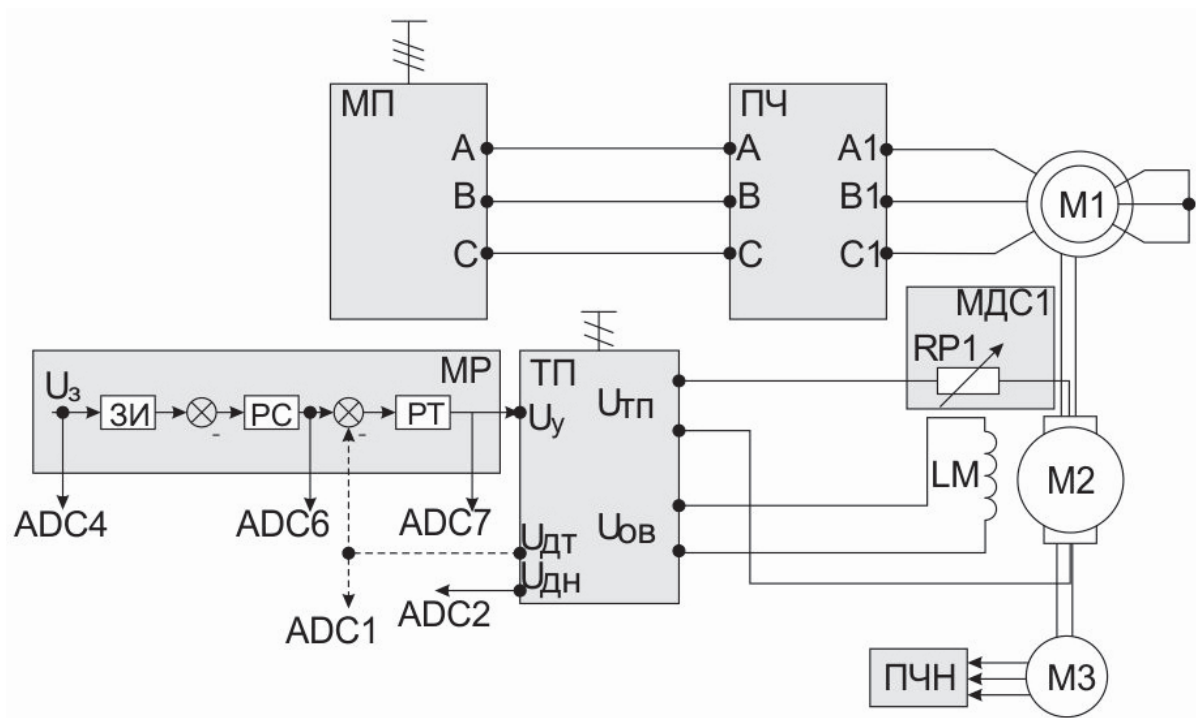 МП
ПЧ
A
A
A1
B
B
B1
M1
C
C
C1
МДС1
RP1
МР
ТП
Uз
ЗИ
-
РС
-
РТ
Uу
Uтп
LM
M2
ADC4
ADC6
ADC7
Uдт
Uов
Uдн
ADC1
ADC2
ПЧН
M3